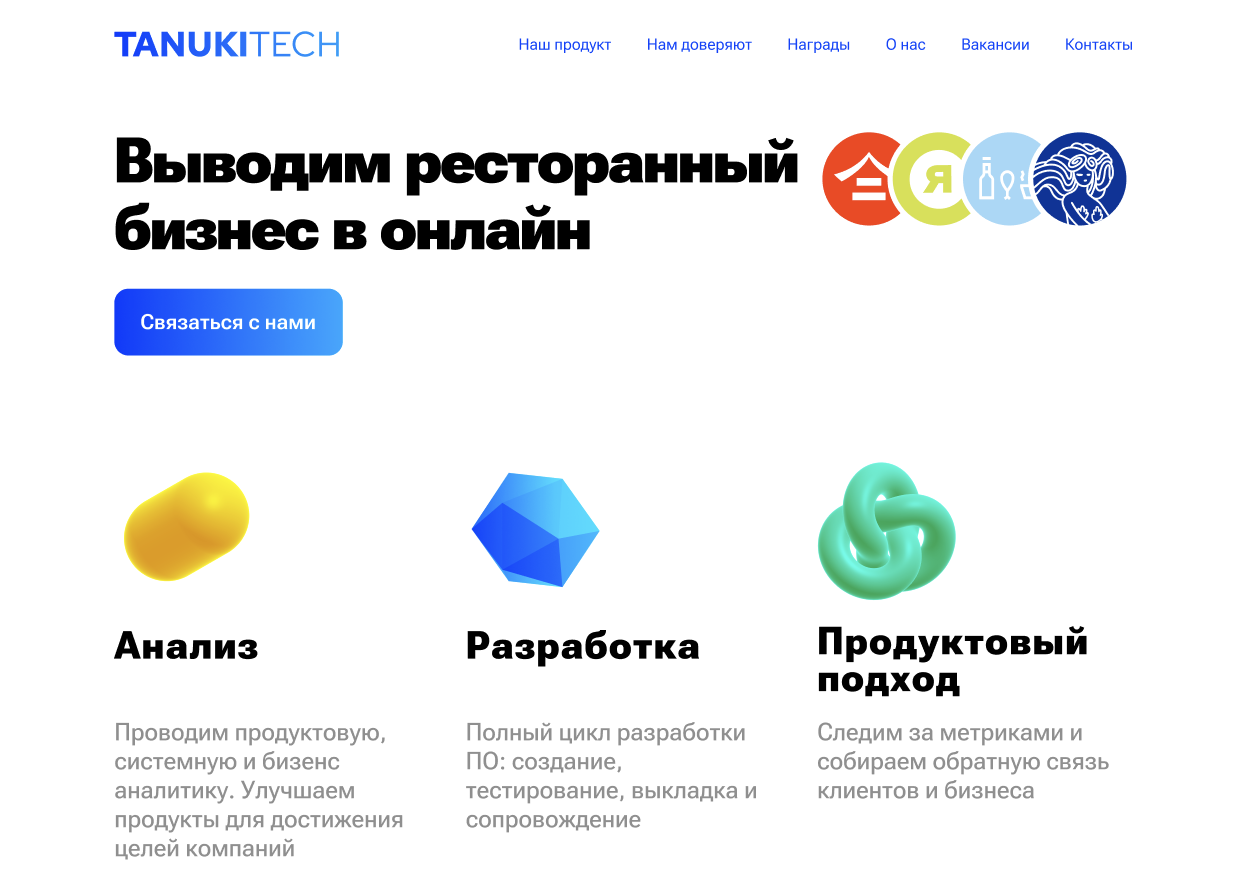 TANUKITECH
Наш продукт Нам доверяют Награды О нас Вакансии Контакты
Выводим ресторанный
бизнес в онлайн
Я
Связаться с нами
Анализ
Разработка
Продуктовый
подход
Проводим продуктовую,
системную и бизенс
аналитику. Улучшаем
продукты для достижения
целей компаний
Полный цикл разработки
ПО: создание,
тестирование, выкладка и
сопровождение
Следим за метриками и
собираем обратную связь
клиентов и бизнеса